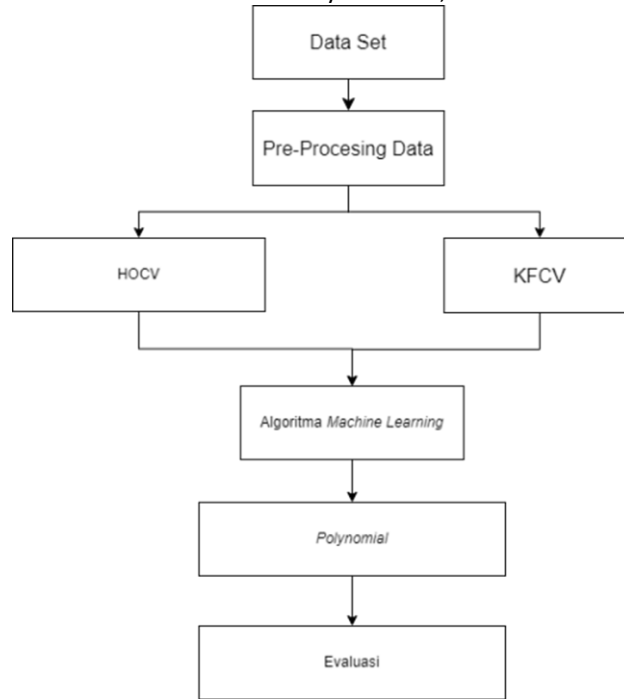 Data Set
Pre-Procesing Data
HOCV
KFCV
Algoritma Machine Learning
Polynomial
Evaluasi